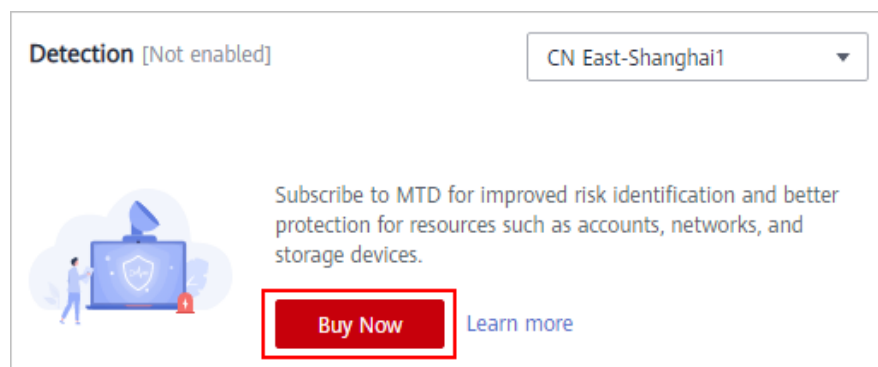 Detection [Not enabled]
CN East-Shanghai1
Subscribe to MTD for improved risk identification and better
protection for resources such as accounts, networks, and
storage devices.
Buy Now
Learn more